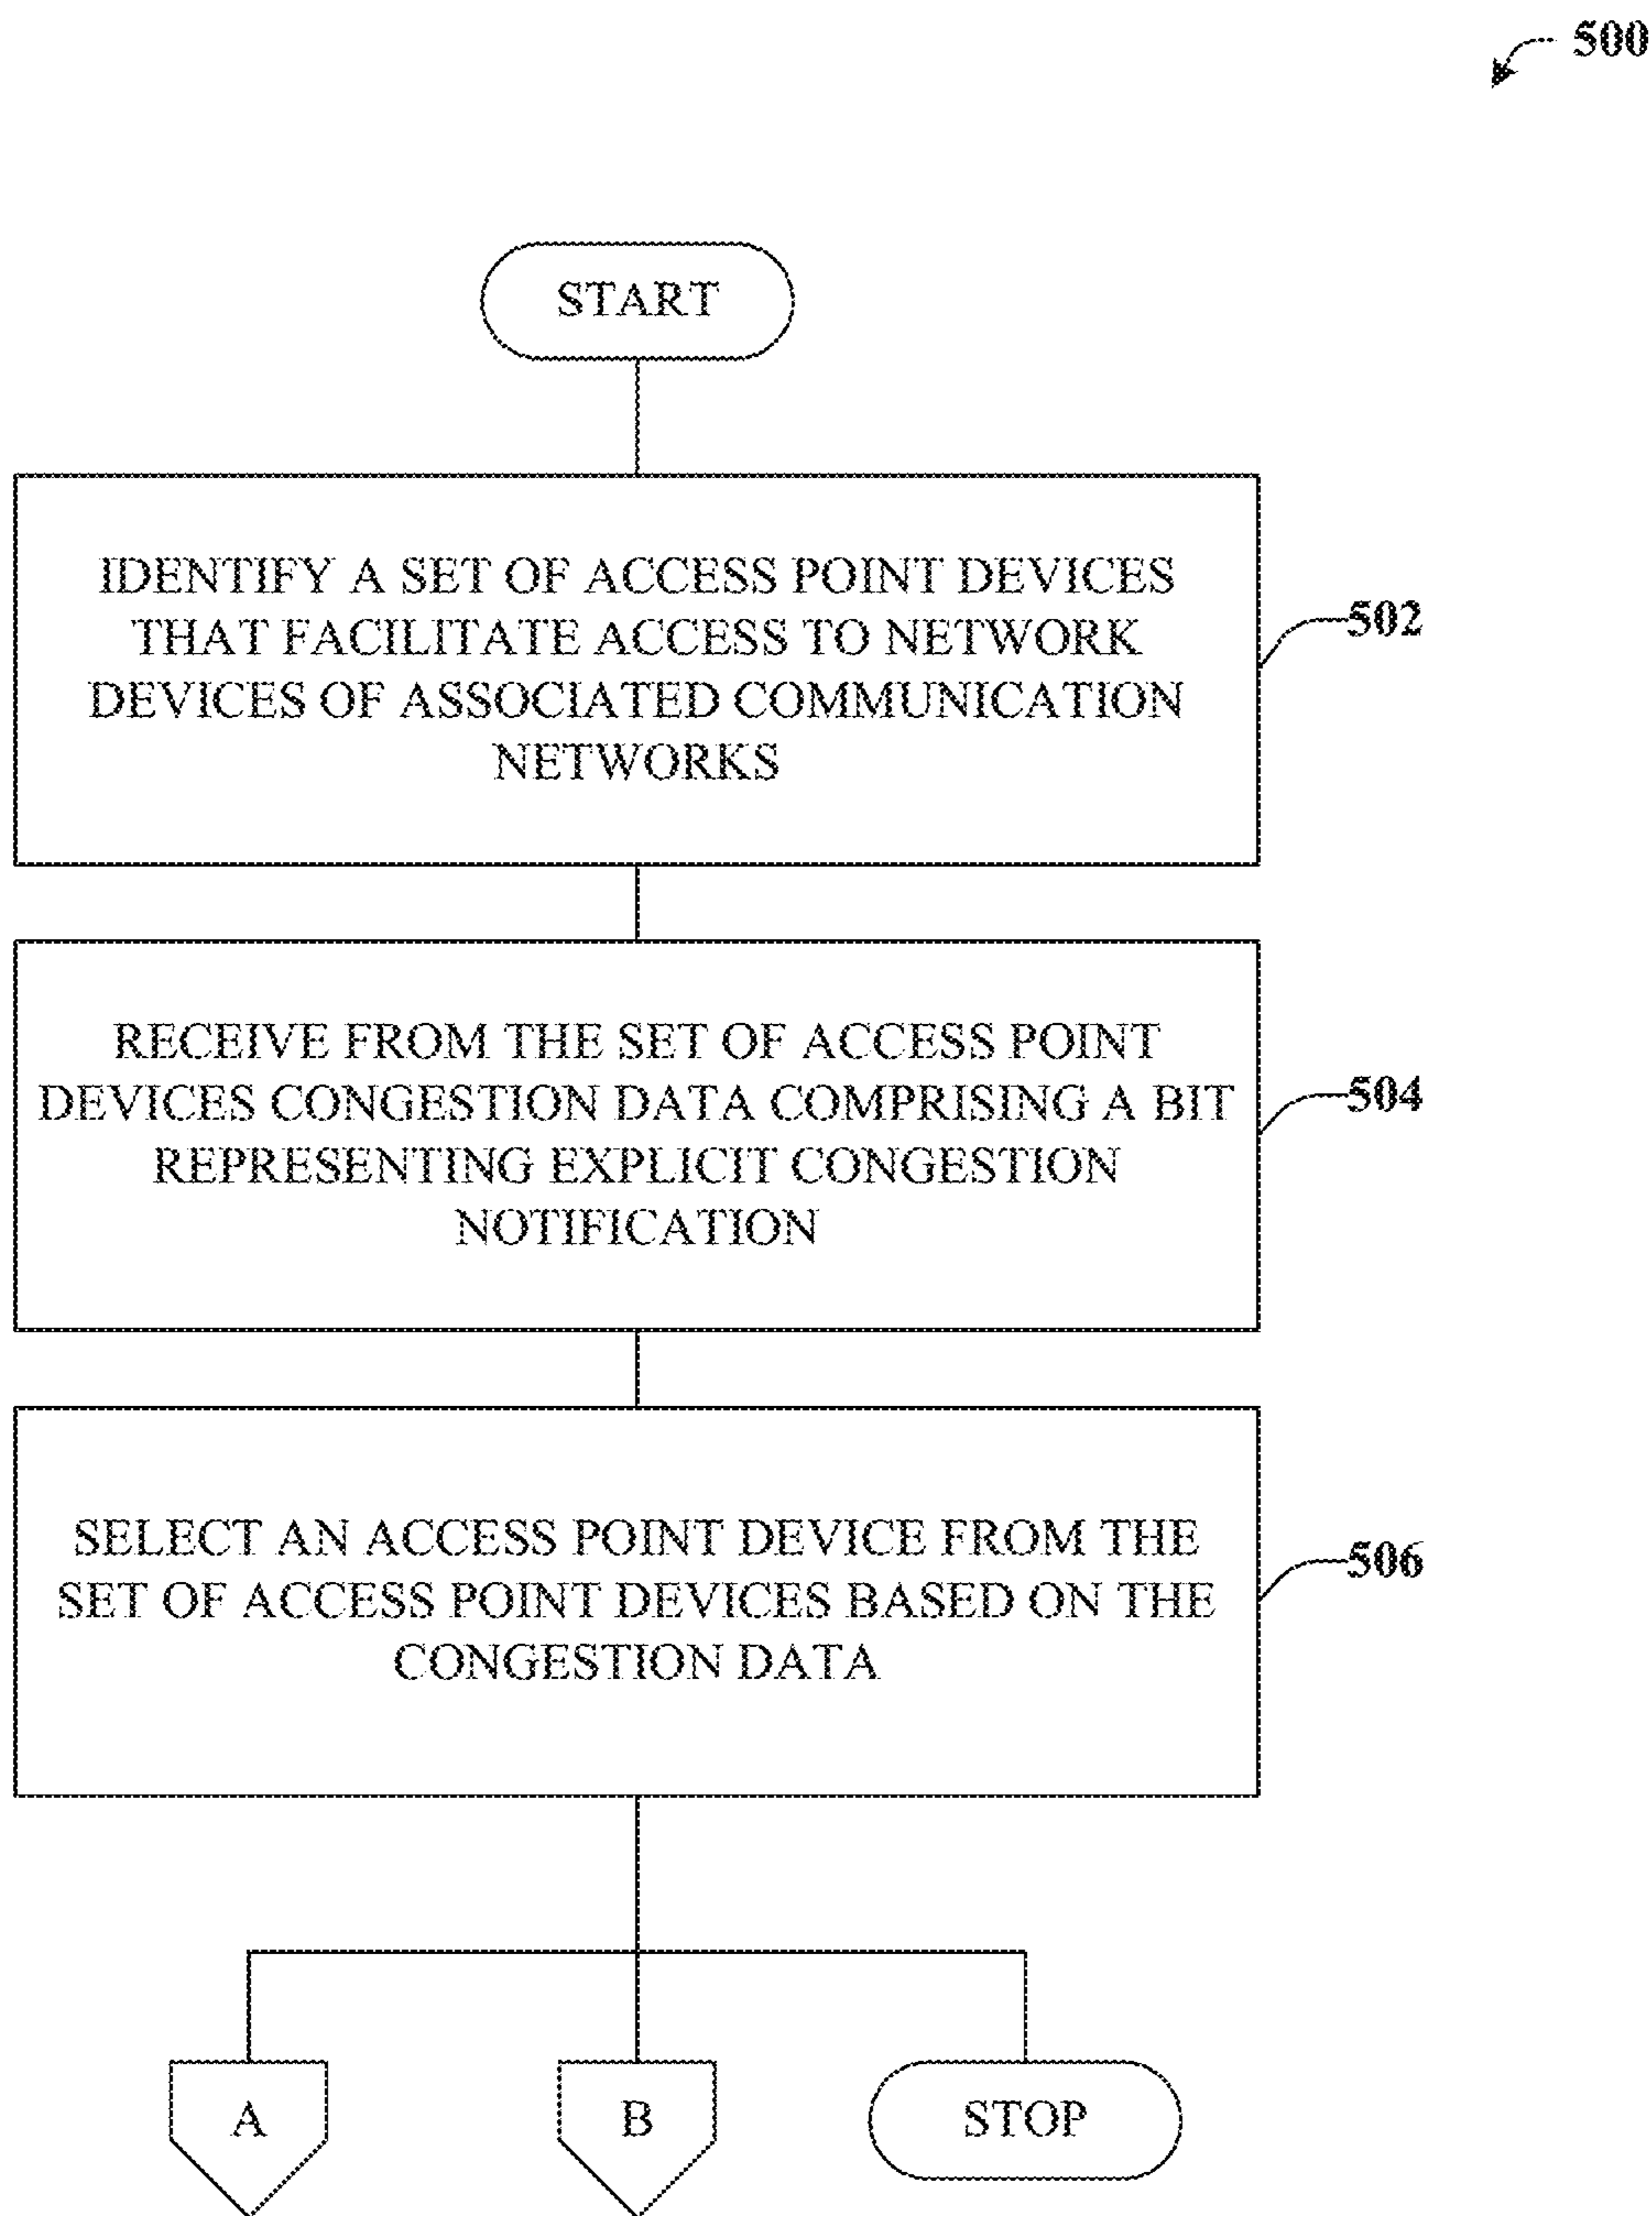 500
START
IDENTIFY A SET OF ACCESS POINT DEVICES
THAT FACILITATE ACCESS TO NETWORK
DEVICES OF ASSOCIATED COMMUNICATION
NETWORKS
502
RECEIVE FROM THE SET OF ACCESS POINT
DEVICES CONGESTION DATA COMPRISING A BIT
REPRESENTING EXPLICIT CONGESTION
NOTIFICATION
504
SELECT AN ACCESS POINT DEVICE FROM THE
SET OF ACCESS POINT DEVICES BASED ON THE
CONGESTION DATA
506
A
B
STOP